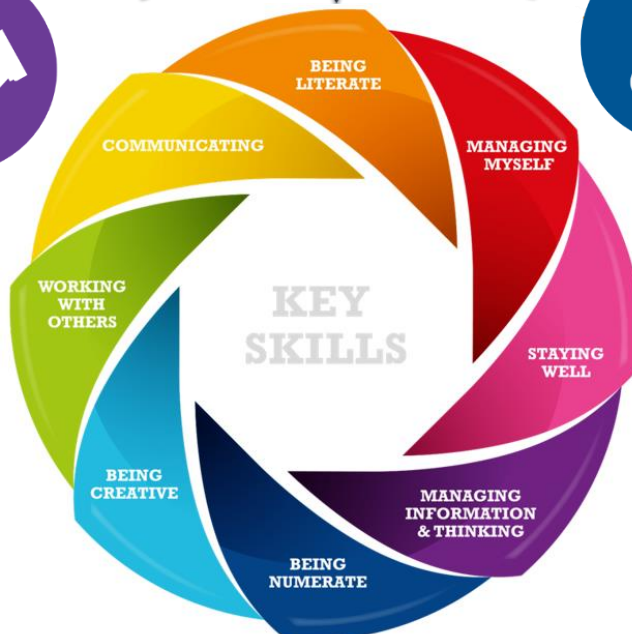 BEING
LITERATE
MANAGING
MYSELF
COMMUNICATING
STAYING
WELL
WORKING
WITH
OTHERS
KEY
SKILLS
BEING
CREATIVE
MANAGING
INFORMATION
& THINKING
BEING
NUMERATE